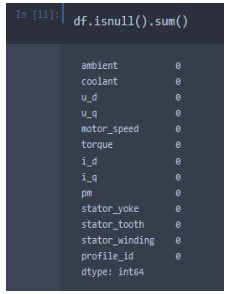 In [11]: df.isnull().sum()
ambient 0
coolant 0
u_d 0
u_q 0
motor_speed 0
torque 0
i_d 0
i_q 0
pm 0
stator_yoke 0
stator_tooth 0
stator_winding 0
profile_id 0
dtype: int64